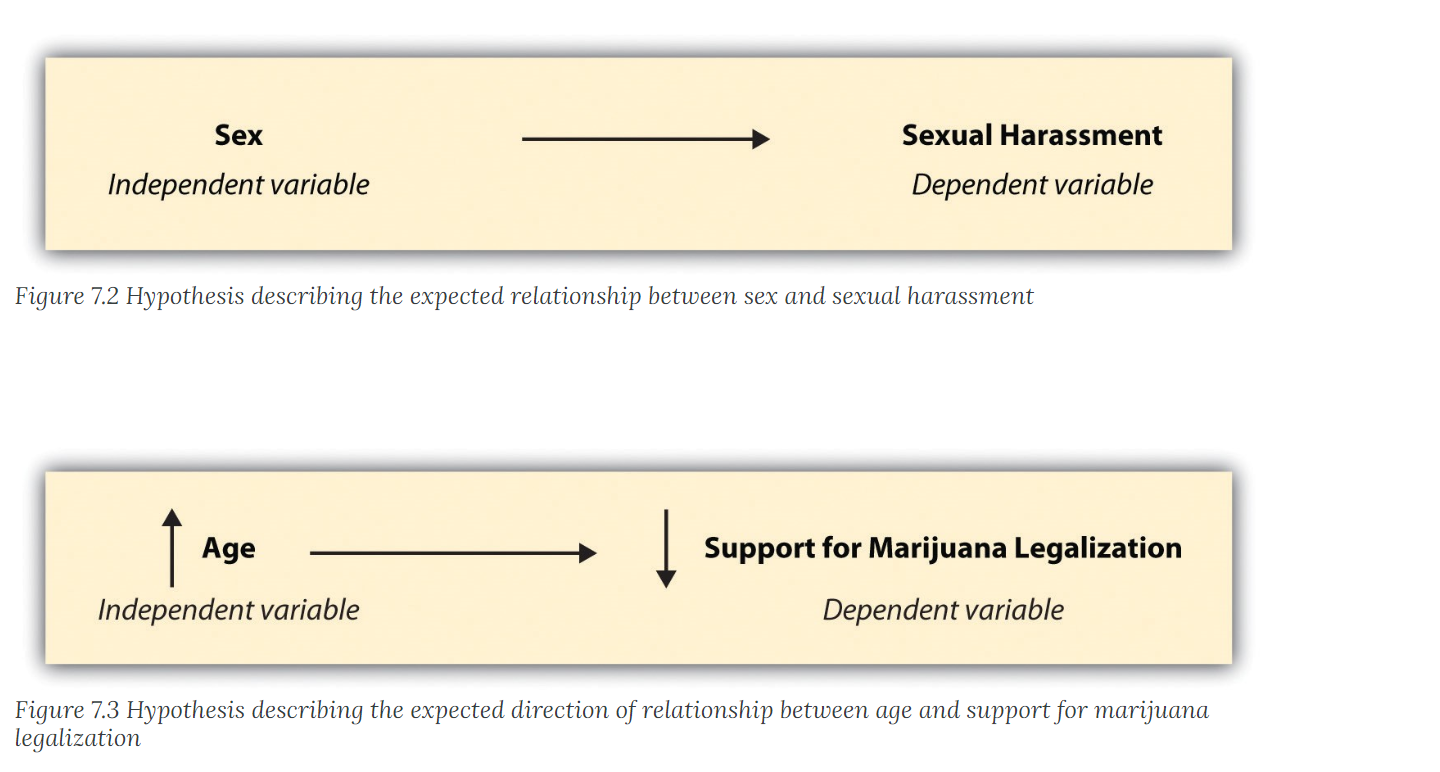 Sex
Sexual Harassment
Independent variable
Dependent variable
Figure 7.2 Hypothesis describing the expected relationship between sex and sexual harassment
Age
Support for Marijuana Legalization
Independent variable
Dependent variable
Figure 7.3 Hypothesis describing the expected direction of relationship between age and support for marijuana
legalization